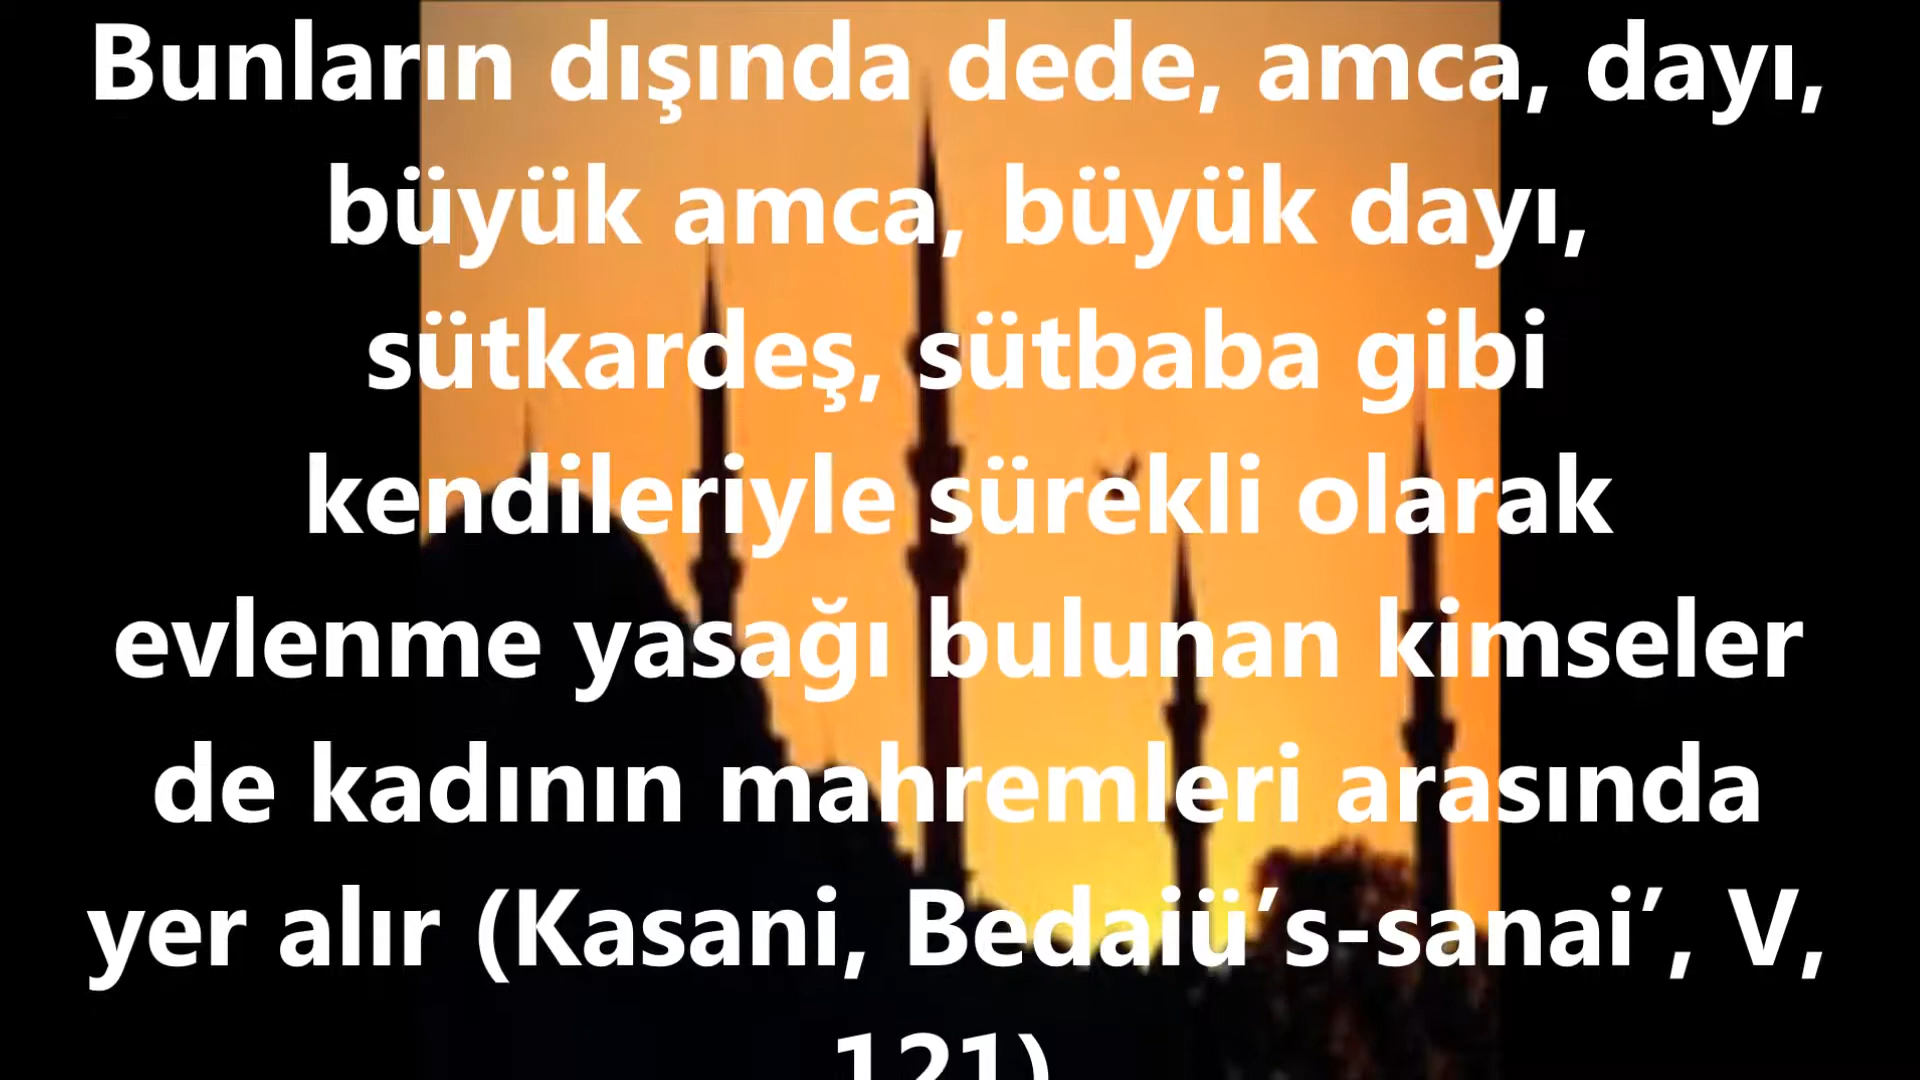 Bunların dışında dede, amca, dayı,
büyük amca, büyük dayı,
sütkardeş, sütbaba gibi
kendileriyle sürekli olarak
evlenme yasağı bulunan kimseler
de kadının mahremleri arasında
yer alır (Kasani, Bedaiü’s-sanai’, V,
121)